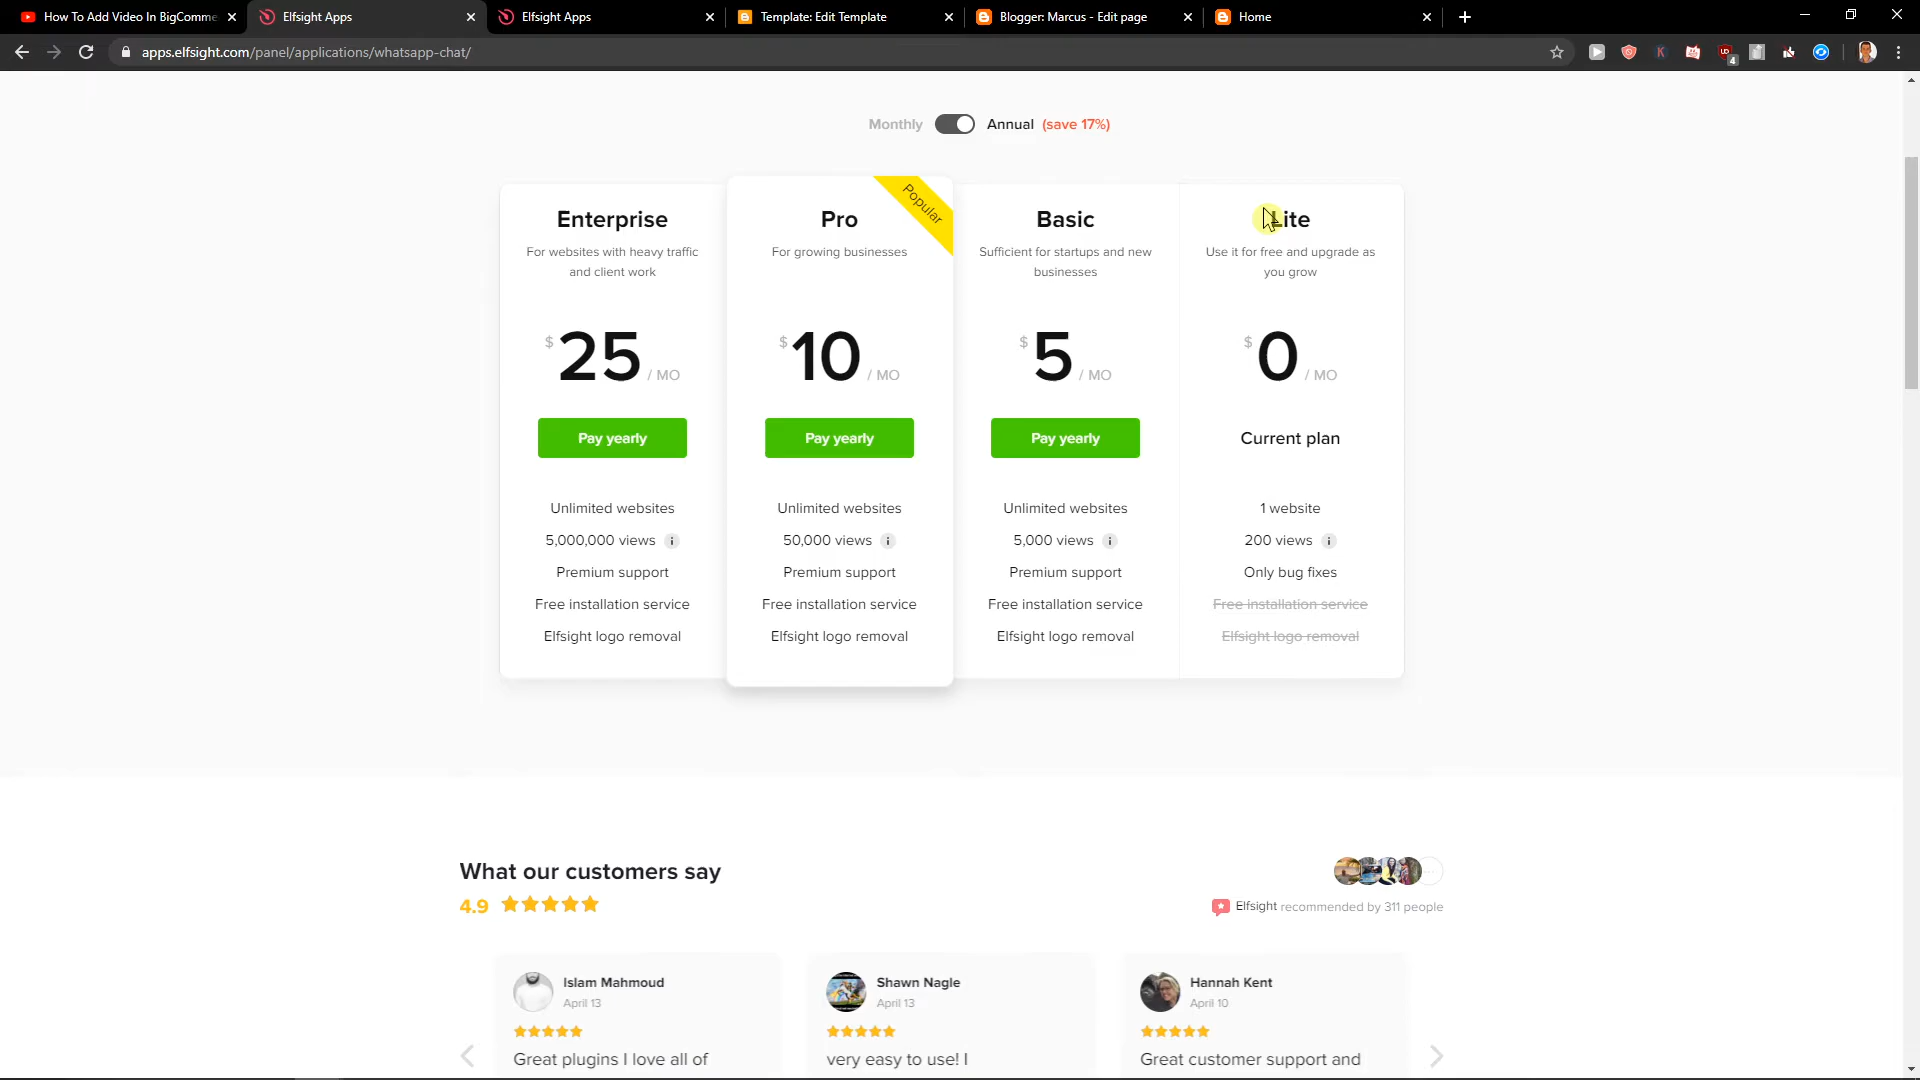 How To Add Video In BigComme
Elfsight Apps
Elfsight Apps
Template: Edit Template
Blogger: Marcus - Edit page
Home
apps.elfsight.com/panel/applications/whatsapp-chat/
4
Monthly
Annual (save 17%)
Enterprise
For websites with heavy traffic
and client work
$ 25 / MO
Pay yearly
Unlimited websites
5,000,000 views
Premium support
Free installation service
Elfsight logo removal
Popular
Pro
For growing businesses
$ 10 / MO
Pay yearly
Unlimited websites
50,000 views
Premium support
Free installation service
Elfsight logo removal
Basic
Sufficient for startups and new
businesses
$ 5 / MO
Pay yearly
Unlimited websites
5,000 views
Premium support
Free installation service
Elfsight logo removal
Lite
Use it for free and upgrade as
you grow
$ 0 / MO
Current plan
1 website
200 views
Only bug fixes
Free installation service
Elfsight logo removal
What our customers say
4.9
Elfsight recommended by 311 people
Islam Mahmoud
April 13
Great plugins I love all of
Shawn Nagle
April 13
very easy to use! I
Hannah Kent
April 10
Great customer support and